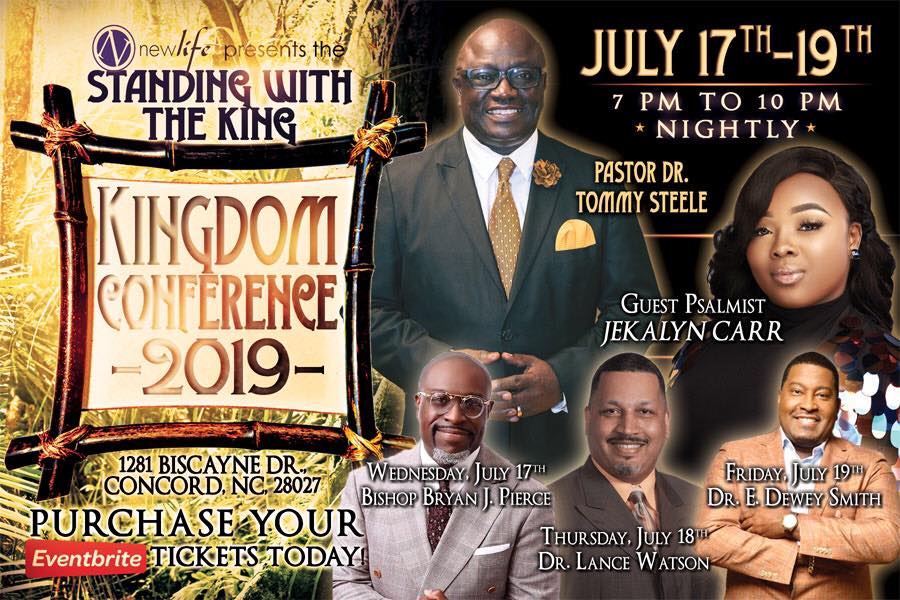 newlife presents the
STANDING WITH
THE KING
KINGDOM
CONFERENCE
-2019-
1281 BISCAYNE DR.,
CONCORD, NC, 28027
PURCHASE YOUR
Eventbrite TICKETS TODAY!
JULY 17TH-19TH
7 PM TO 10 PM
★ NIGHTLY ★
PASTOR DR.
TOMMY STEELE
GUEST PSALMIST
JEKALYN CARR
WEDNESDAY, JULY 17TH
BISHOP BRYAN J. PIERCE
THURSDAY, JULY 18TH
DR. LANCE WATSON
FRIDAY, JULY 19TH
DR. E. DEWEY SMITH